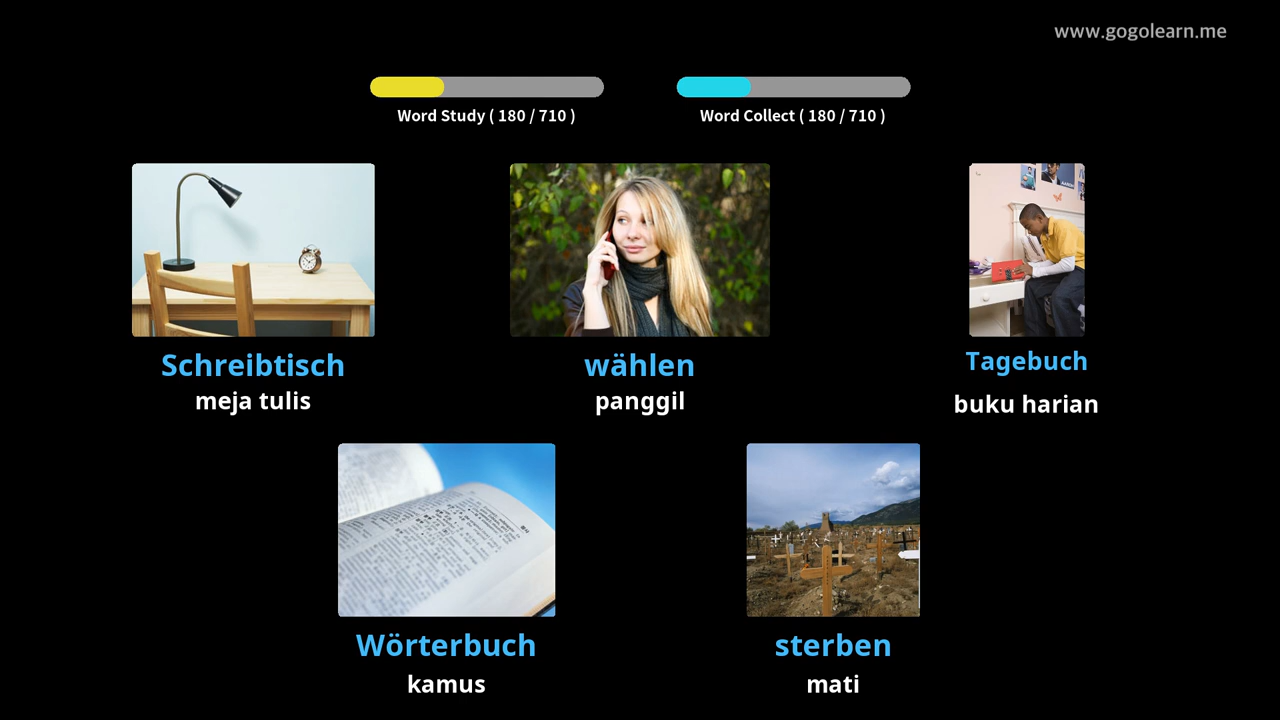 www.gogolearn.me
Word Study ( 180 / 710 )
Word Collect ( 180 / 710 )
Schreibtisch
meja tulis
wählen
panggil
Tagebuch
buku harian
Wörterbuch
kamus
sterben
mati